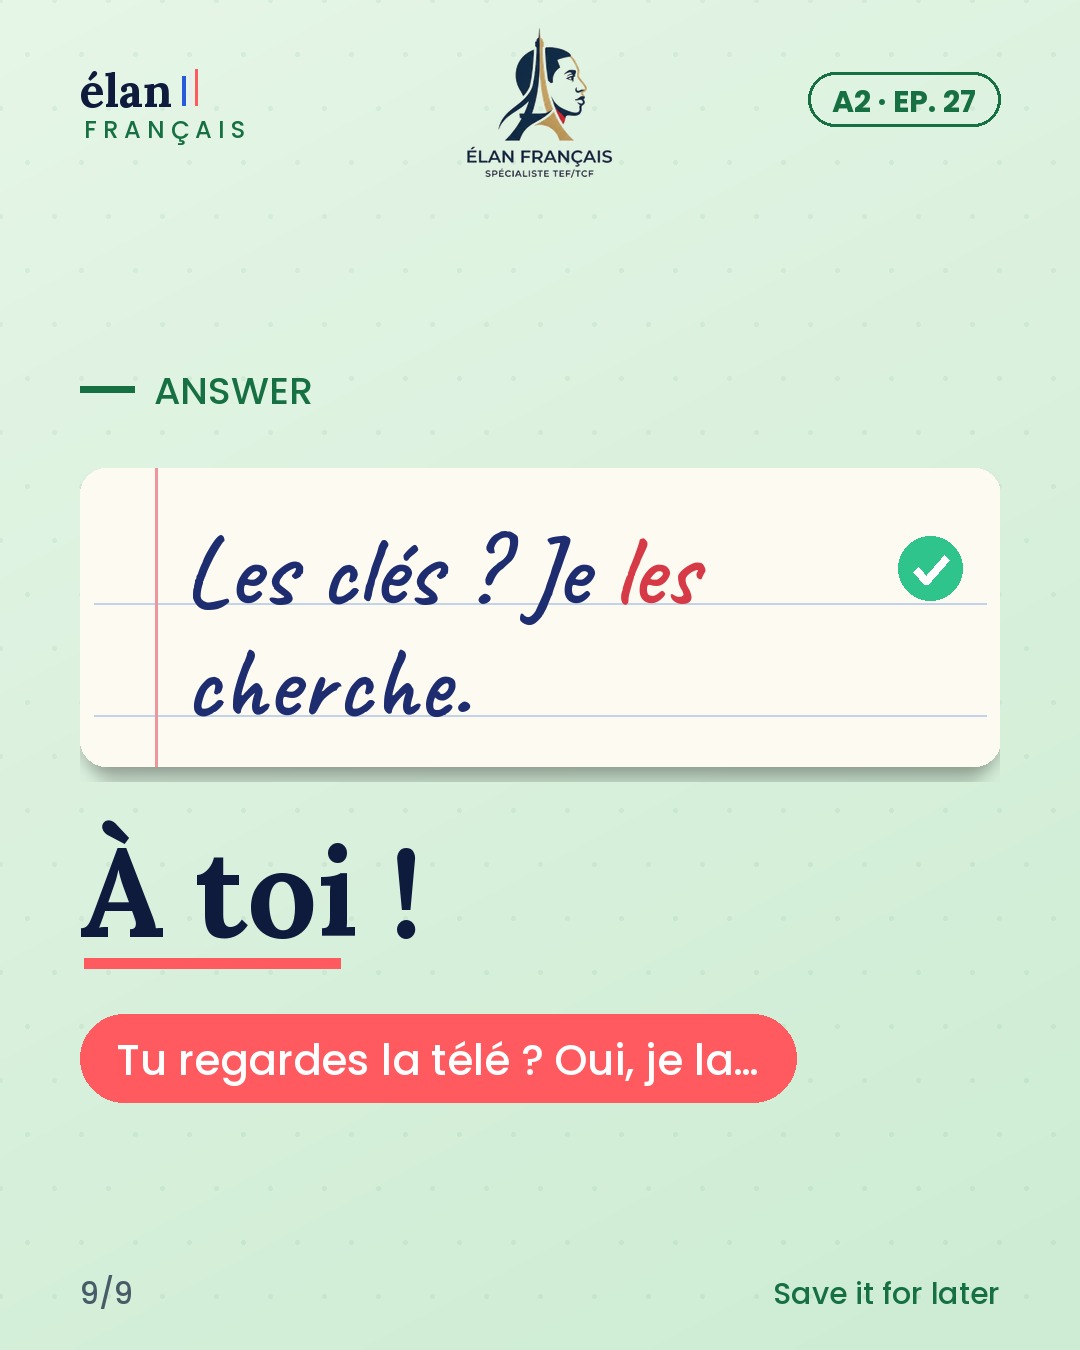 élan
FRANÇAIS
ÉLAN FRANÇAIS
SPÉCIALISTE TEF/TCF
A2 · EP. 27
ANSWER
Les clés ? Je les
cherche.
À toi !
Tu regardes la télé ? Oui, je la...
9/9
Save it for later